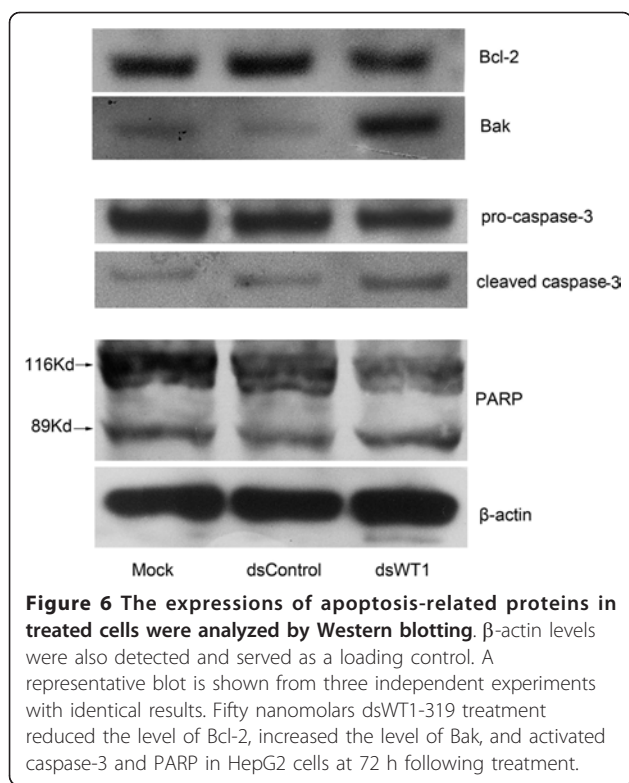 Bcl-2
Bak
pro-caspase-3
cleaved caspase-3
116Kd→
PARP
89Kd→
β-actin
Mock dsControl dsWT1
Figure 6 The expressions of apoptosis-related proteins in
treated cells were analyzed by Western blotting. β-actin levels
were also detected and served as a loading control. A
representative blot is shown from three independent experiments
with identical results. Fifty nanomolars dsWT1-319 treatment
reduced the level of Bcl-2, increased the level of Bak, and activated
caspase-3 and PARP in HepG2 cells at 72 h following treatment.